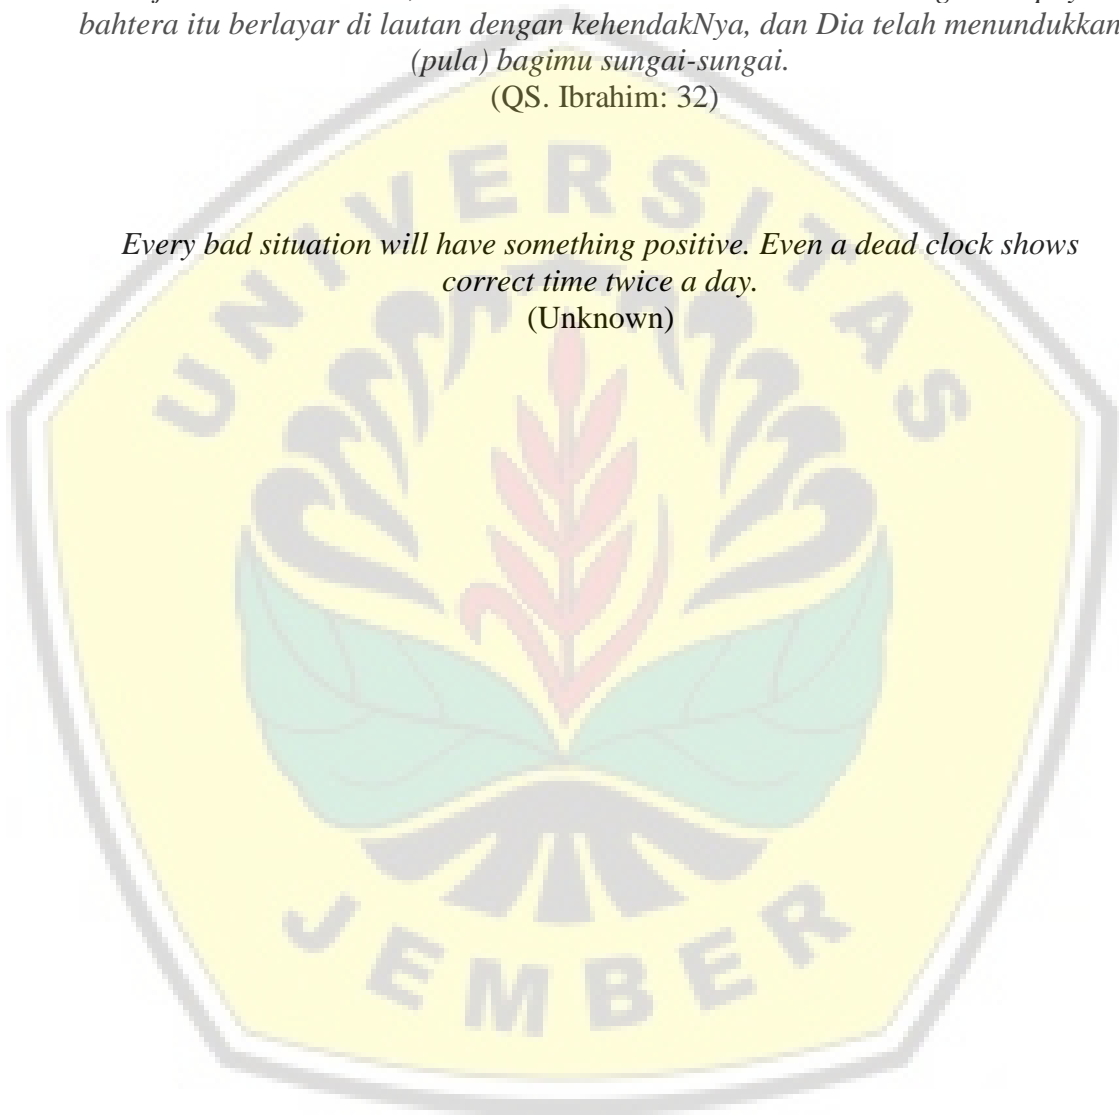 bahtera itu berlayar di lautan dengan kehendakNya, dan Dia telah menundukkan
(pula) bagimu sungai-sungai.
(QS. Ibrahim: 32)
Every bad situation will have something positive. Even a dead clock shows
correct time twice a day.
(Unknown)
UNIVERSITAS
JEMBER